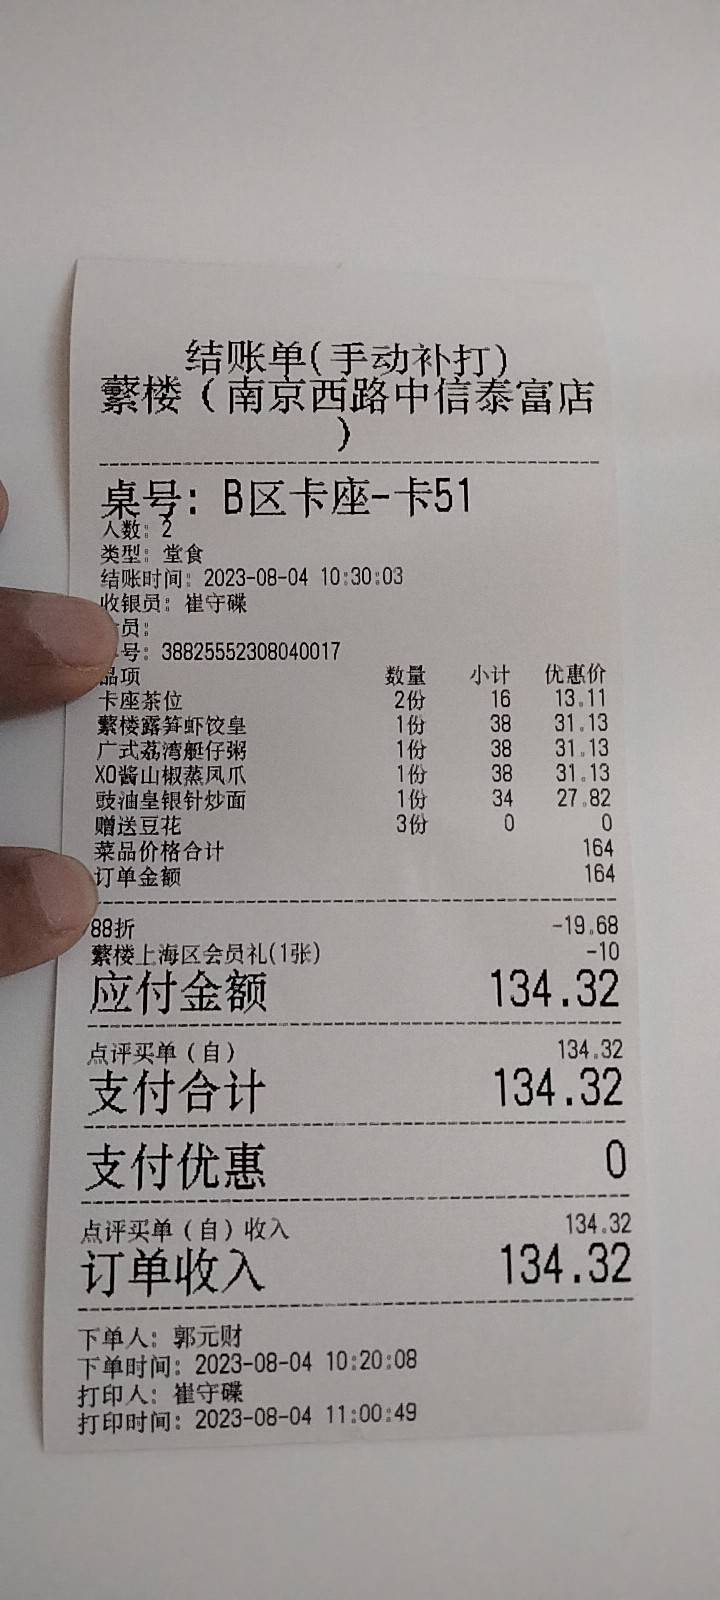 结账单(手动补打)
蘩楼（南京西路中信泰富店
）
桌号: B区卡座-卡51
人数: 2
类型: 堂食
结账时间: 2023-08-04 10:30:03
收银员: 崔守碟
员:
号: 38825552308040017
品项 数量 小计 优惠价
卡座茶位 2份 16 13.11
蘩楼露笋虾饺皇 1份 38 31.13
广式荔湾艇仔粥 1份 38 31.13
XO酱山椒蒸凤爪 1份 38 31.13
豉油皇银针炒面 1份 34 27.82
赠送豆花 3份 0 0
菜品价格合计 164
订单金额 164
88折 -19.68
蘩楼上海区会员礼(1张) -10
应付金额 134.32
点评买单（自） 134.32
支付合计 134.32
支付优惠 0
点评买单（自）收入 134.32
订单收入 134.32
下单人: 郭元财
下单时间: 2023-08-04 10:20:08
打印人: 崔守碟
打印时间: 2023-08-04 11:00:49